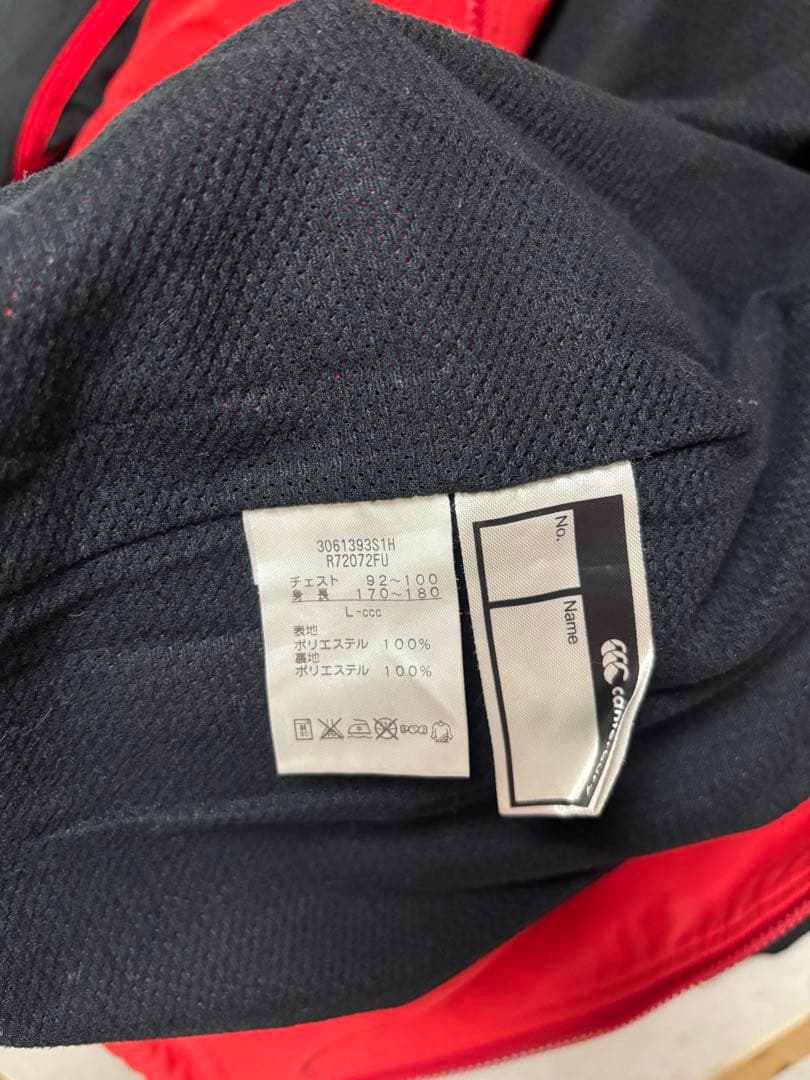 3061393S1H
R72072FU
チェスト 92～100
身 長 170～180
L-ccc
表地
ポリエステル 100%
裏地
ポリエステル 100%
No.
Name
canterbury